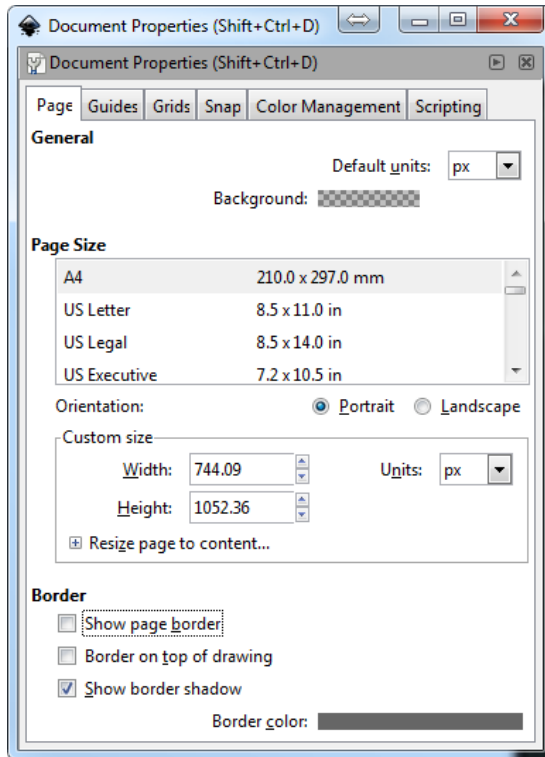 Document Properties (Shift+Ctrl+D)
Document Properties (Shift+Ctrl+D)
Page Guides Grids Snap Color Management Scripting
General
Default units: px
Background:
Page Size
A4 210.0 x 297.0 mm
US Letter 8.5 x 11.0 in
US Legal 8.5 x 14.0 in
US Executive 7.2 x 10.5 in
Orientation: Portrait Landscape
Custom size
Width: 744.09 Units: px
Height: 1052.36
Resize page to content...
Border
Show page border
Border on top of drawing
Show border shadow
Border color: